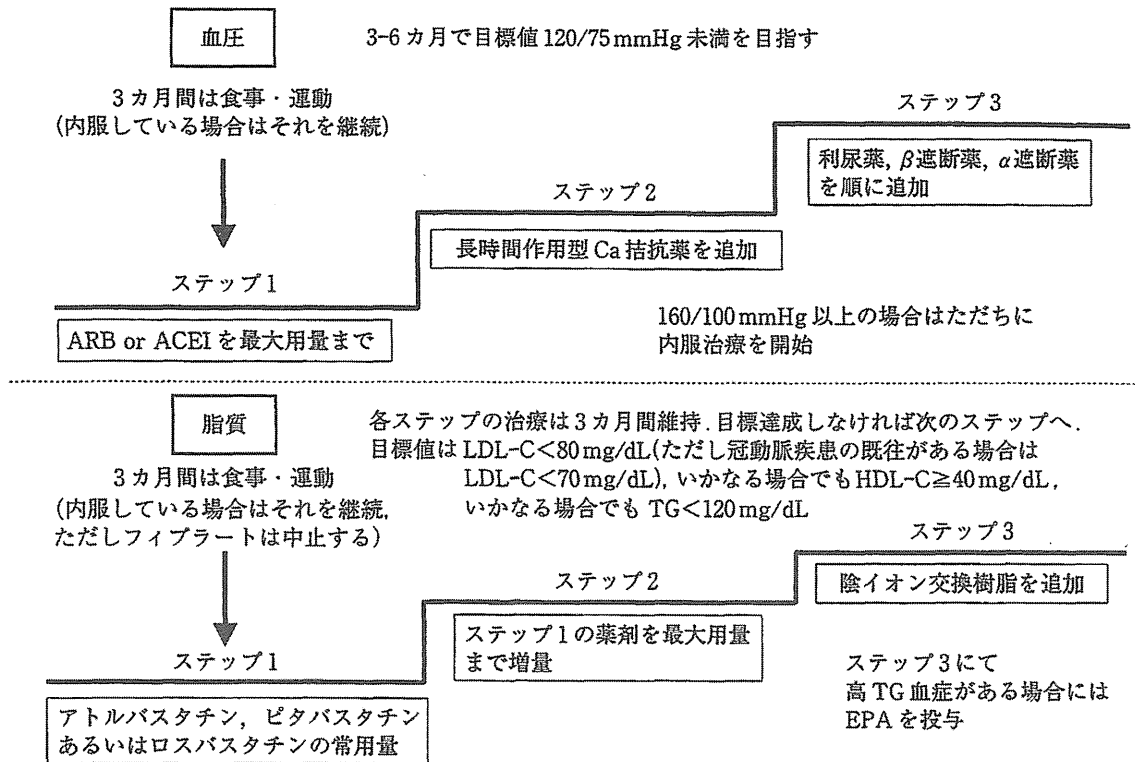 血圧
3-6カ月で目標値120/75mmHg未満を目指す
3カ月間は食事・運動
(内服している場合はそれを継続)
ステップ3
利尿薬, β遮断薬, α遮断薬
を順に追加
ステップ2
長時間作用型Ca拮抗薬を追加
ステップ1
ARB or ACEIを最大用量まで
160/100mmHg以上の場合はただちに
内服治療を開始
脂質
各ステップの治療は3カ月間維持.目標達成しなければ次のステップへ.
目標値はLDL-C<80mg/dL(ただし冠動脈疾患の既往がある場合は
LDL-C<70mg/dL), いかなる場合でもHDL-C≧40mg/dL,
いかなる場合でもTG<120mg/dL
3カ月間は食事・運動
(内服している場合はそれを継続,
ただしフィブラートは中止する)
ステップ3
陰イオン交換樹脂を追加
ステップ2
ステップ1の薬剤を最大用量
まで増量
ステップ1
アトルバスタチン, ピタバスタチン
あるいはロスバスタチンの常用量
ステップ3にて
高TG血症がある場合には
EPAを投与